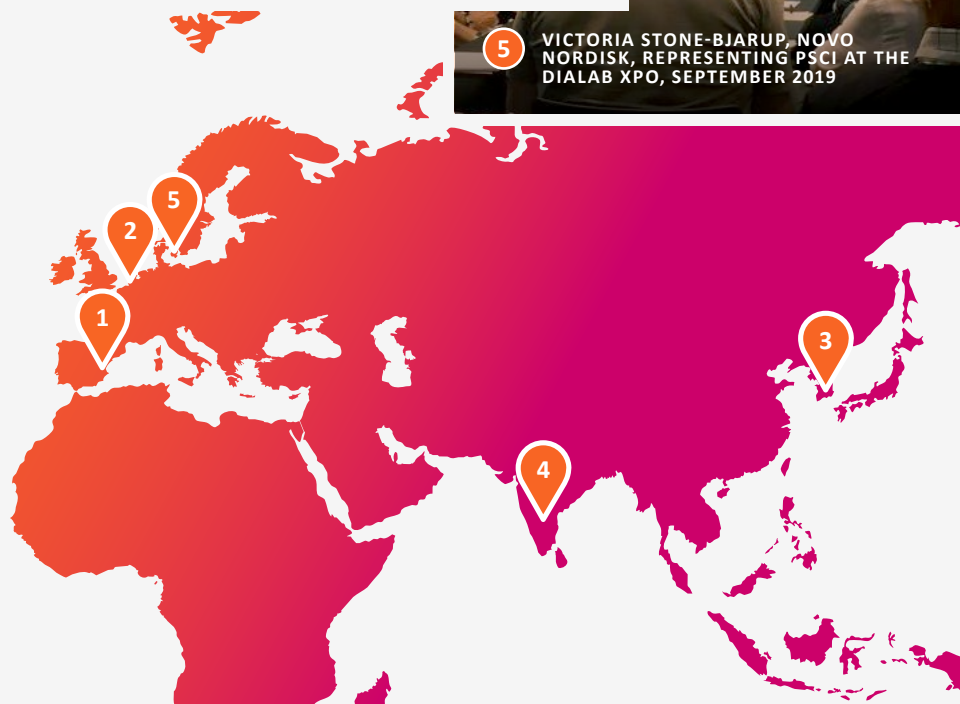 5
VICTORIA STONE-BJARUP, NOVO
NORDISK, REPRESENTING PSCI AT THE
DIALAB XPO, SEPTEMBER 2019
5
2
1
3
4